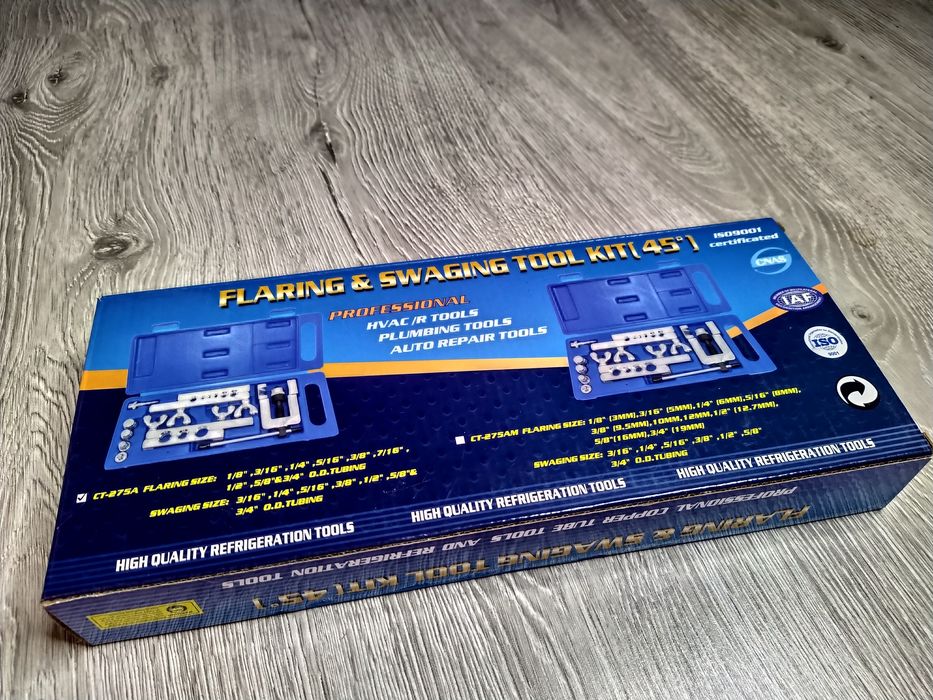 FLARING & SWAGING TOOL KIT( 45°)
ISO9001
certificated
CNAS
IAF
ISO
9001
PROFESSIONAL
HVAC /R TOOLS
PLUMBING TOOLS
AUTO REPAIR TOOLS
CT-275A FLARING SIZE: 1/8" ,3/16" ,1/4" ,5/16" ,3/8" ,7/16" ,
1/2" ,5/8"&3/4" O.D.TUBING
SWAGING SIZE: 3/16" ,1/4" ,5/16" ,3/8" ,1/2" ,5/8"&
3/4" O.D.TUBING
CT-275AM FLARING SIZE: 1/8" (3MM),3/16" (5MM),1/4" (6MM),5/16" (8MM),
3/8" (9.5MM),10MM,12MM,1/2" (12.7MM),
5/8"(16MM),3/4" (19MM)
SWAGING SIZE: 3/16" ,1/4" ,5/16" ,3/8" ,1/2" ,5/8"
3/4" O.D.TUBING
HIGH QUALITY REFRIGERATION TOOLS
HIGH QUALITY REFRIGERATION TOOLS
HIGH QUALITY REFRIGERATION TOOLS
PROFESSIONAL COPPER TUBE TOOLS AND REFRIGERATION TOOLS
FLARING & SWAGING TOOL KIT( 45°)